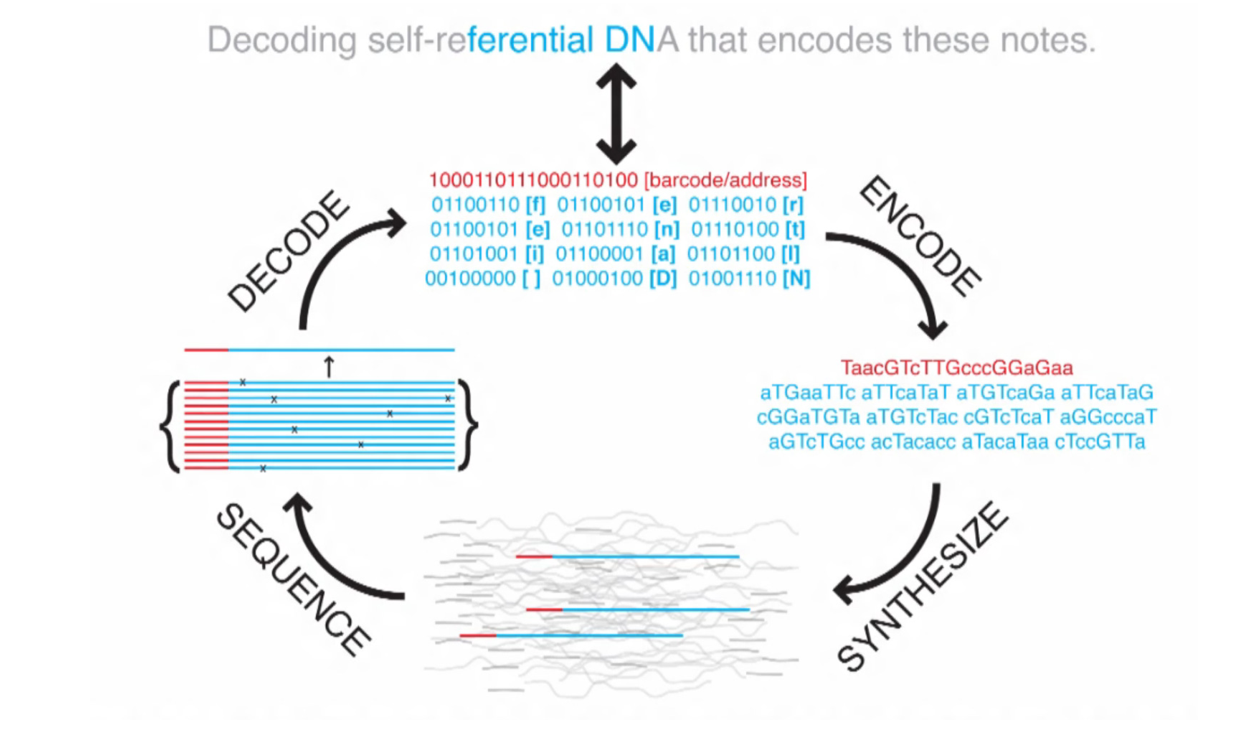 Decoding self-referential DNA that encodes these notes.
1000110111000110100 [barcode/address]
01100110 [f] 01100101 [e] 01110010 [r]
01100101 [e] 01101110 [n] 01110100 [t]
01101001 [i] 01100001 [a] 01101100 [l]
00100000 [ ] 01000100 [D] 01001110 [N]
ENCODE
TaacGTcTTGcccGGaGaa
aTGaaTTc aTTcaTaT aTGTcaGa aTTcaTaG
cGGaTGTa aTGTcTac cGTcTcaT aGGcccaT
aGTcTGcc acTacacc aTacaTaa cTccGTTa
SYNTHESIZE
SEQUENCE
DECODE